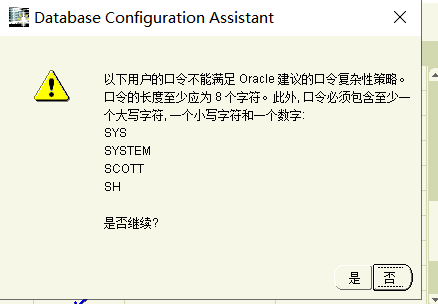 Database Configuration Assistant
以下用户的口令不能满足 Oracle 建议的口令复杂性策略。
口令的长度至少应为 8 个字符。此外, 口令必须包含至少一
个大写字符, 一个小写字符和一个数字:
SYS
SYSTEM
SCOTT
SH
是否继续?
是
否